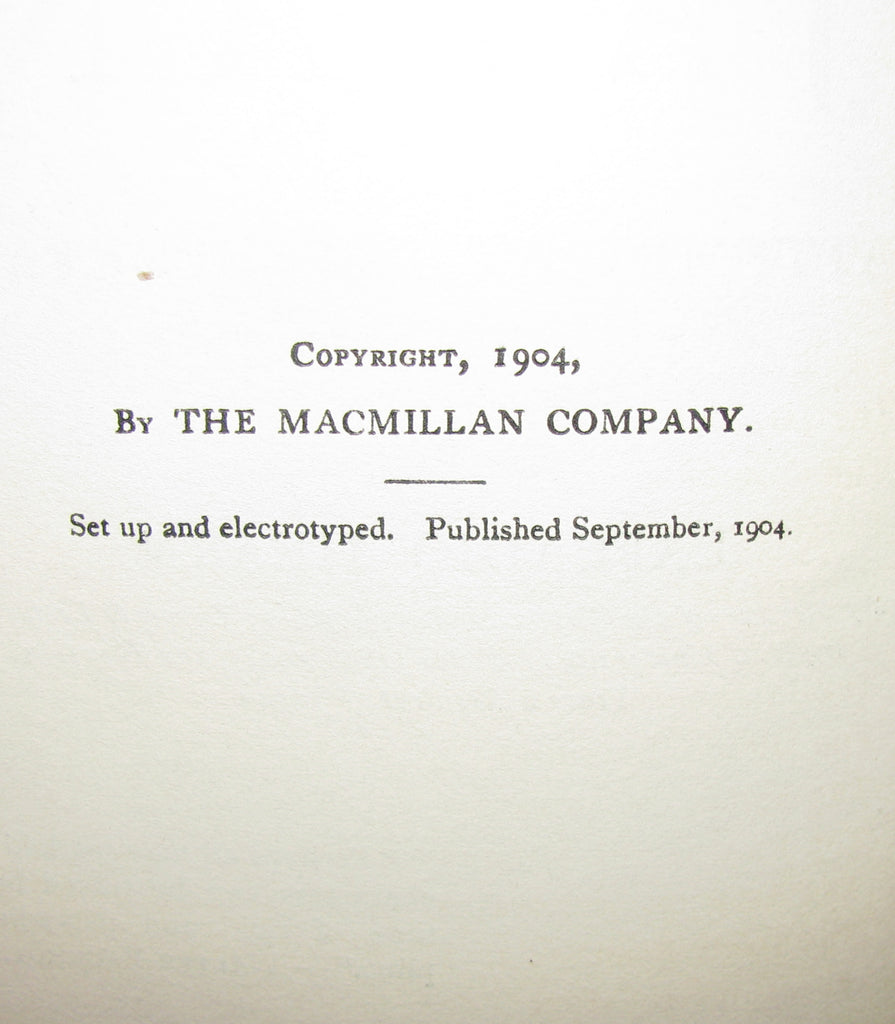 COPYRIGHT, 1904,
BY THE MACMILLAN COMPANY.
Set up and electrotyped. Published September, 1904.